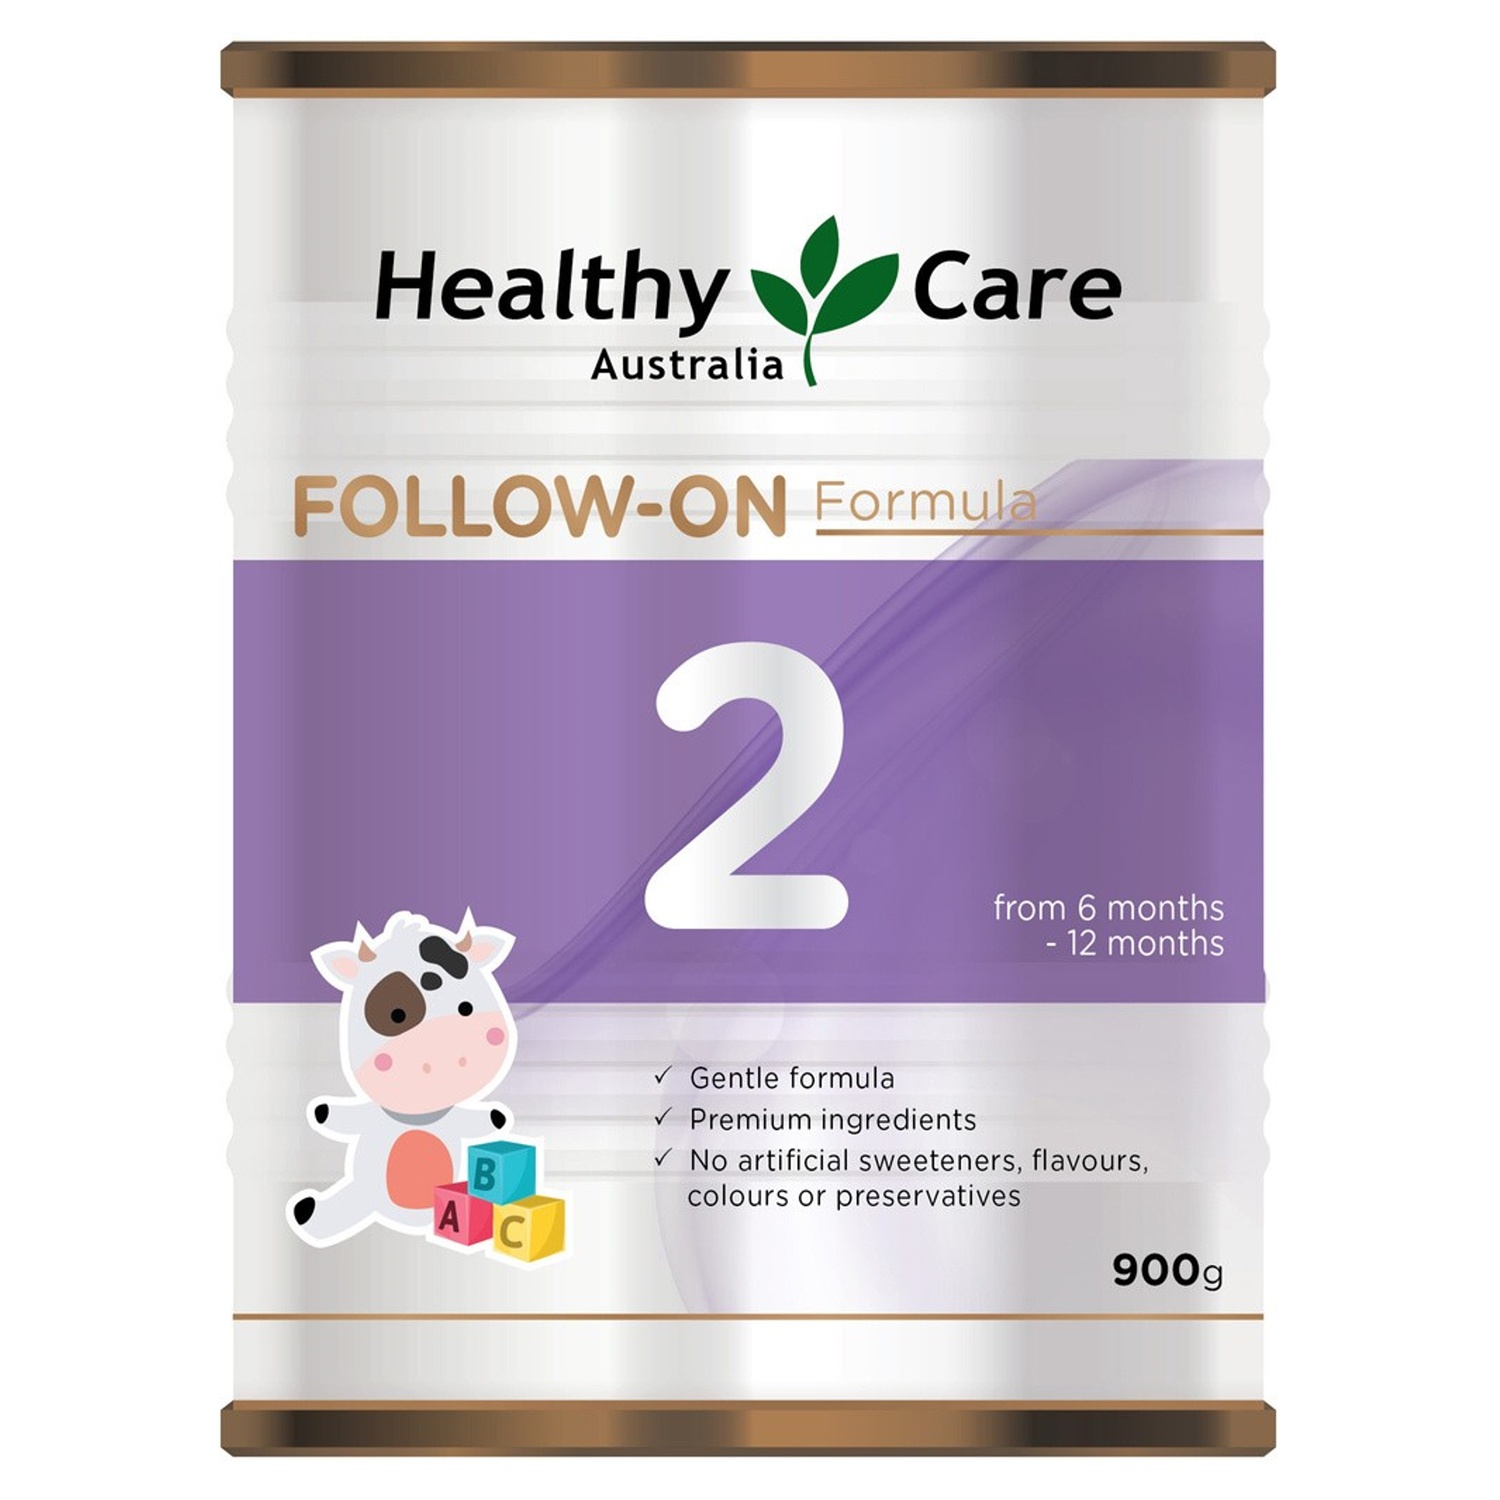 Healthy Care
Australia
FOLLOW-ON Formula
2
from 6 months
- 12 months
✓ Gentle formula
✓ Premium ingredients
✓ No artificial sweeteners, flavours,
colours or preservatives
B
A C
900g